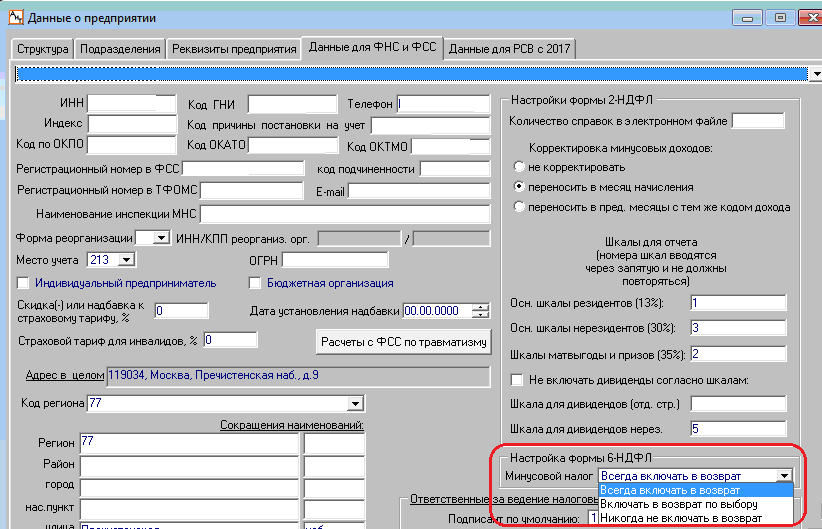 Данные о предприятии
Структура Подразделения Реквизиты предприятия Данные для ФНС и ФСС Данные для РСВ с 2017
ИНН Код ГНИ Телефон
Индекс Код причины постановки на учет
Код по ОКПО Код ОКАТО Код ОКТМО
Регистрационный номер в ФСС код подчиненности
Регистрационный номер в ТФОМС E-mail
Наименование инспекции МНС
Форма реорганизации ИНН/КПП реорганиз. орг. /
Место учета 213 ОГРН
Индивидуальный предприниматель Бюджетная организация
Скидка(-) или надбавка к
страховому тарифу, % 0 Дата установления надбавки 00.00.0000
Страховой тариф для инвалидов, % 0 Расчеты с ФСС по травматизму
Адрес в целом 119034, Москва, Пречистенская наб., д.9
Код региона 77
Сокращения наименований:
Регион 77
Район
город
нас.пункт
улица Пречистенская наб
Настройки формы 2-НДФЛ
Количество справок в электронном файле
Корректировка минусовых доходов:
не корректировать
переносить в месяц начисления
переносить в пред. месяцы с тем же кодом дохода
Шкалы для отчета
(номера шкал вводятся
через запятую и не должны
повторяться)
Осн. шкалы резидентов (13%): 1
Осн. шкалы нерезидентов (30%): 3
Шкалы матвыгоды и призов (35%): 2
Не включать дивиденды согласно шкалам:
Шкала для дивидендов (отд. стр.)
Шкала для дивидендов нерез. 5
Настройка формы 6-НДФЛ
Минусовой налог Всегда включать в возврат
Всегда включать в возврат
Включать в возврат по выбору
Никогда не включать в возврат
Ответственные за ведение налоговы
Подписант по умолчанию: 1